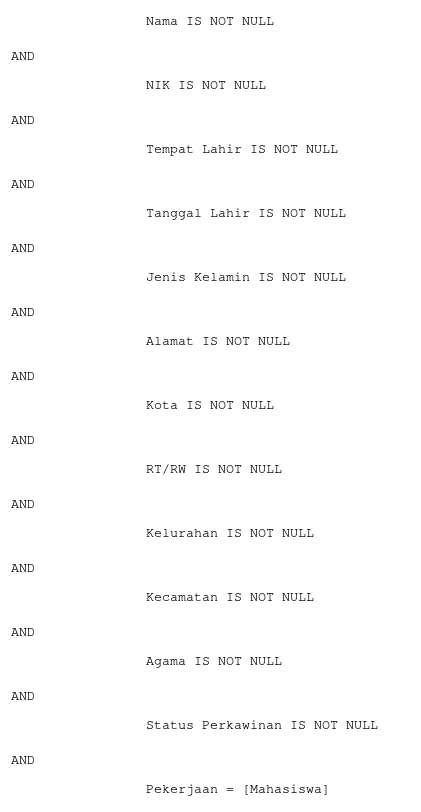 Nama IS NOT NULL
AND
NIK IS NOT NULL
AND
Tempat Lahir IS NOT NULL
AND
Tanggal Lahir IS NOT NULL
AND
Jenis Kelamin IS NOT NULL
AND
Alamat IS NOT NULL
AND
Kota IS NOT NULL
AND
RT/RW IS NOT NULL
AND
Kelurahan IS NOT NULL
AND
Kecamatan IS NOT NULL
AND
Agama IS NOT NULL
AND
Status Perkawinan IS NOT NULL
AND
Pekerjaan = [Mahasiswa]